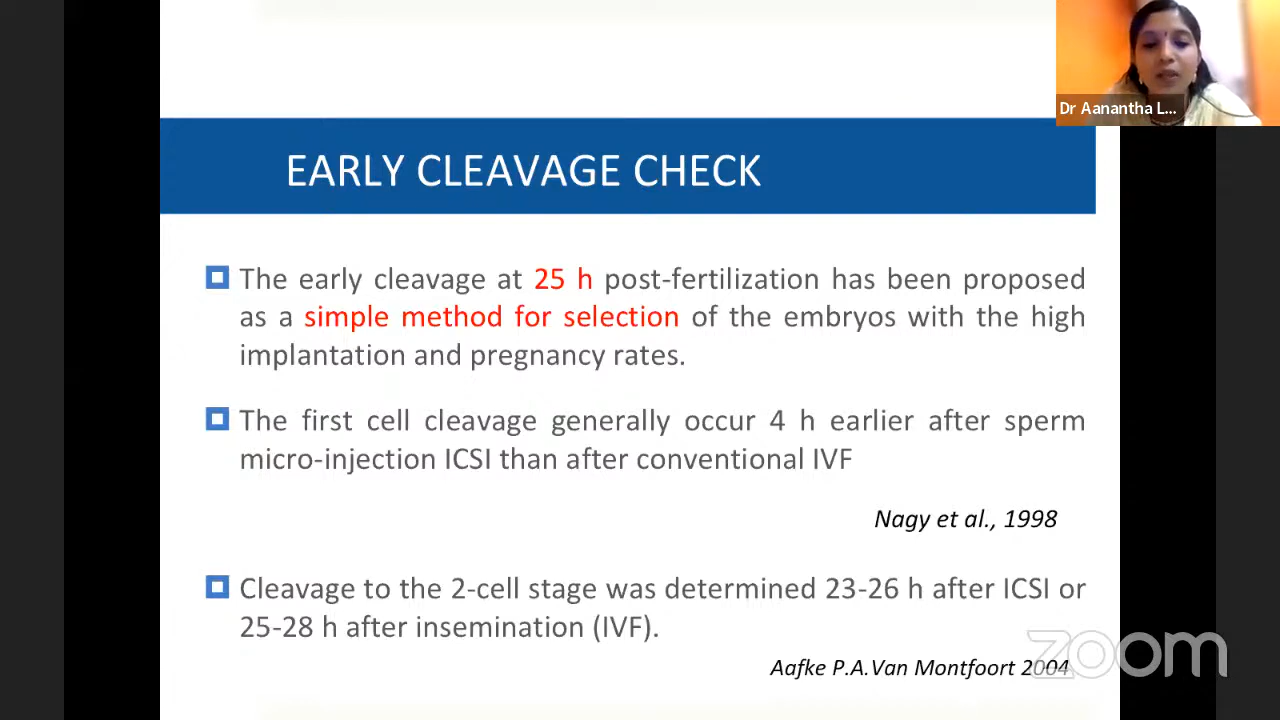 Dr Aanantha L...
EARLY CLEAVAGE CHECK
The early cleavage at 25 h post-fertilization has been proposed
as a simple method for selection of the embryos with the high
implantation and pregnancy rates.
The first cell cleavage generally occur 4 h earlier after sperm
micro-injection ICSI than after conventional IVF
Nagy et al., 1998
Cleavage to the 2-cell stage was determined 23-26 h after ICSI or
25-28 h after insemination (IVF).
Aafke P.A.Van Montfoort 2004
zoom